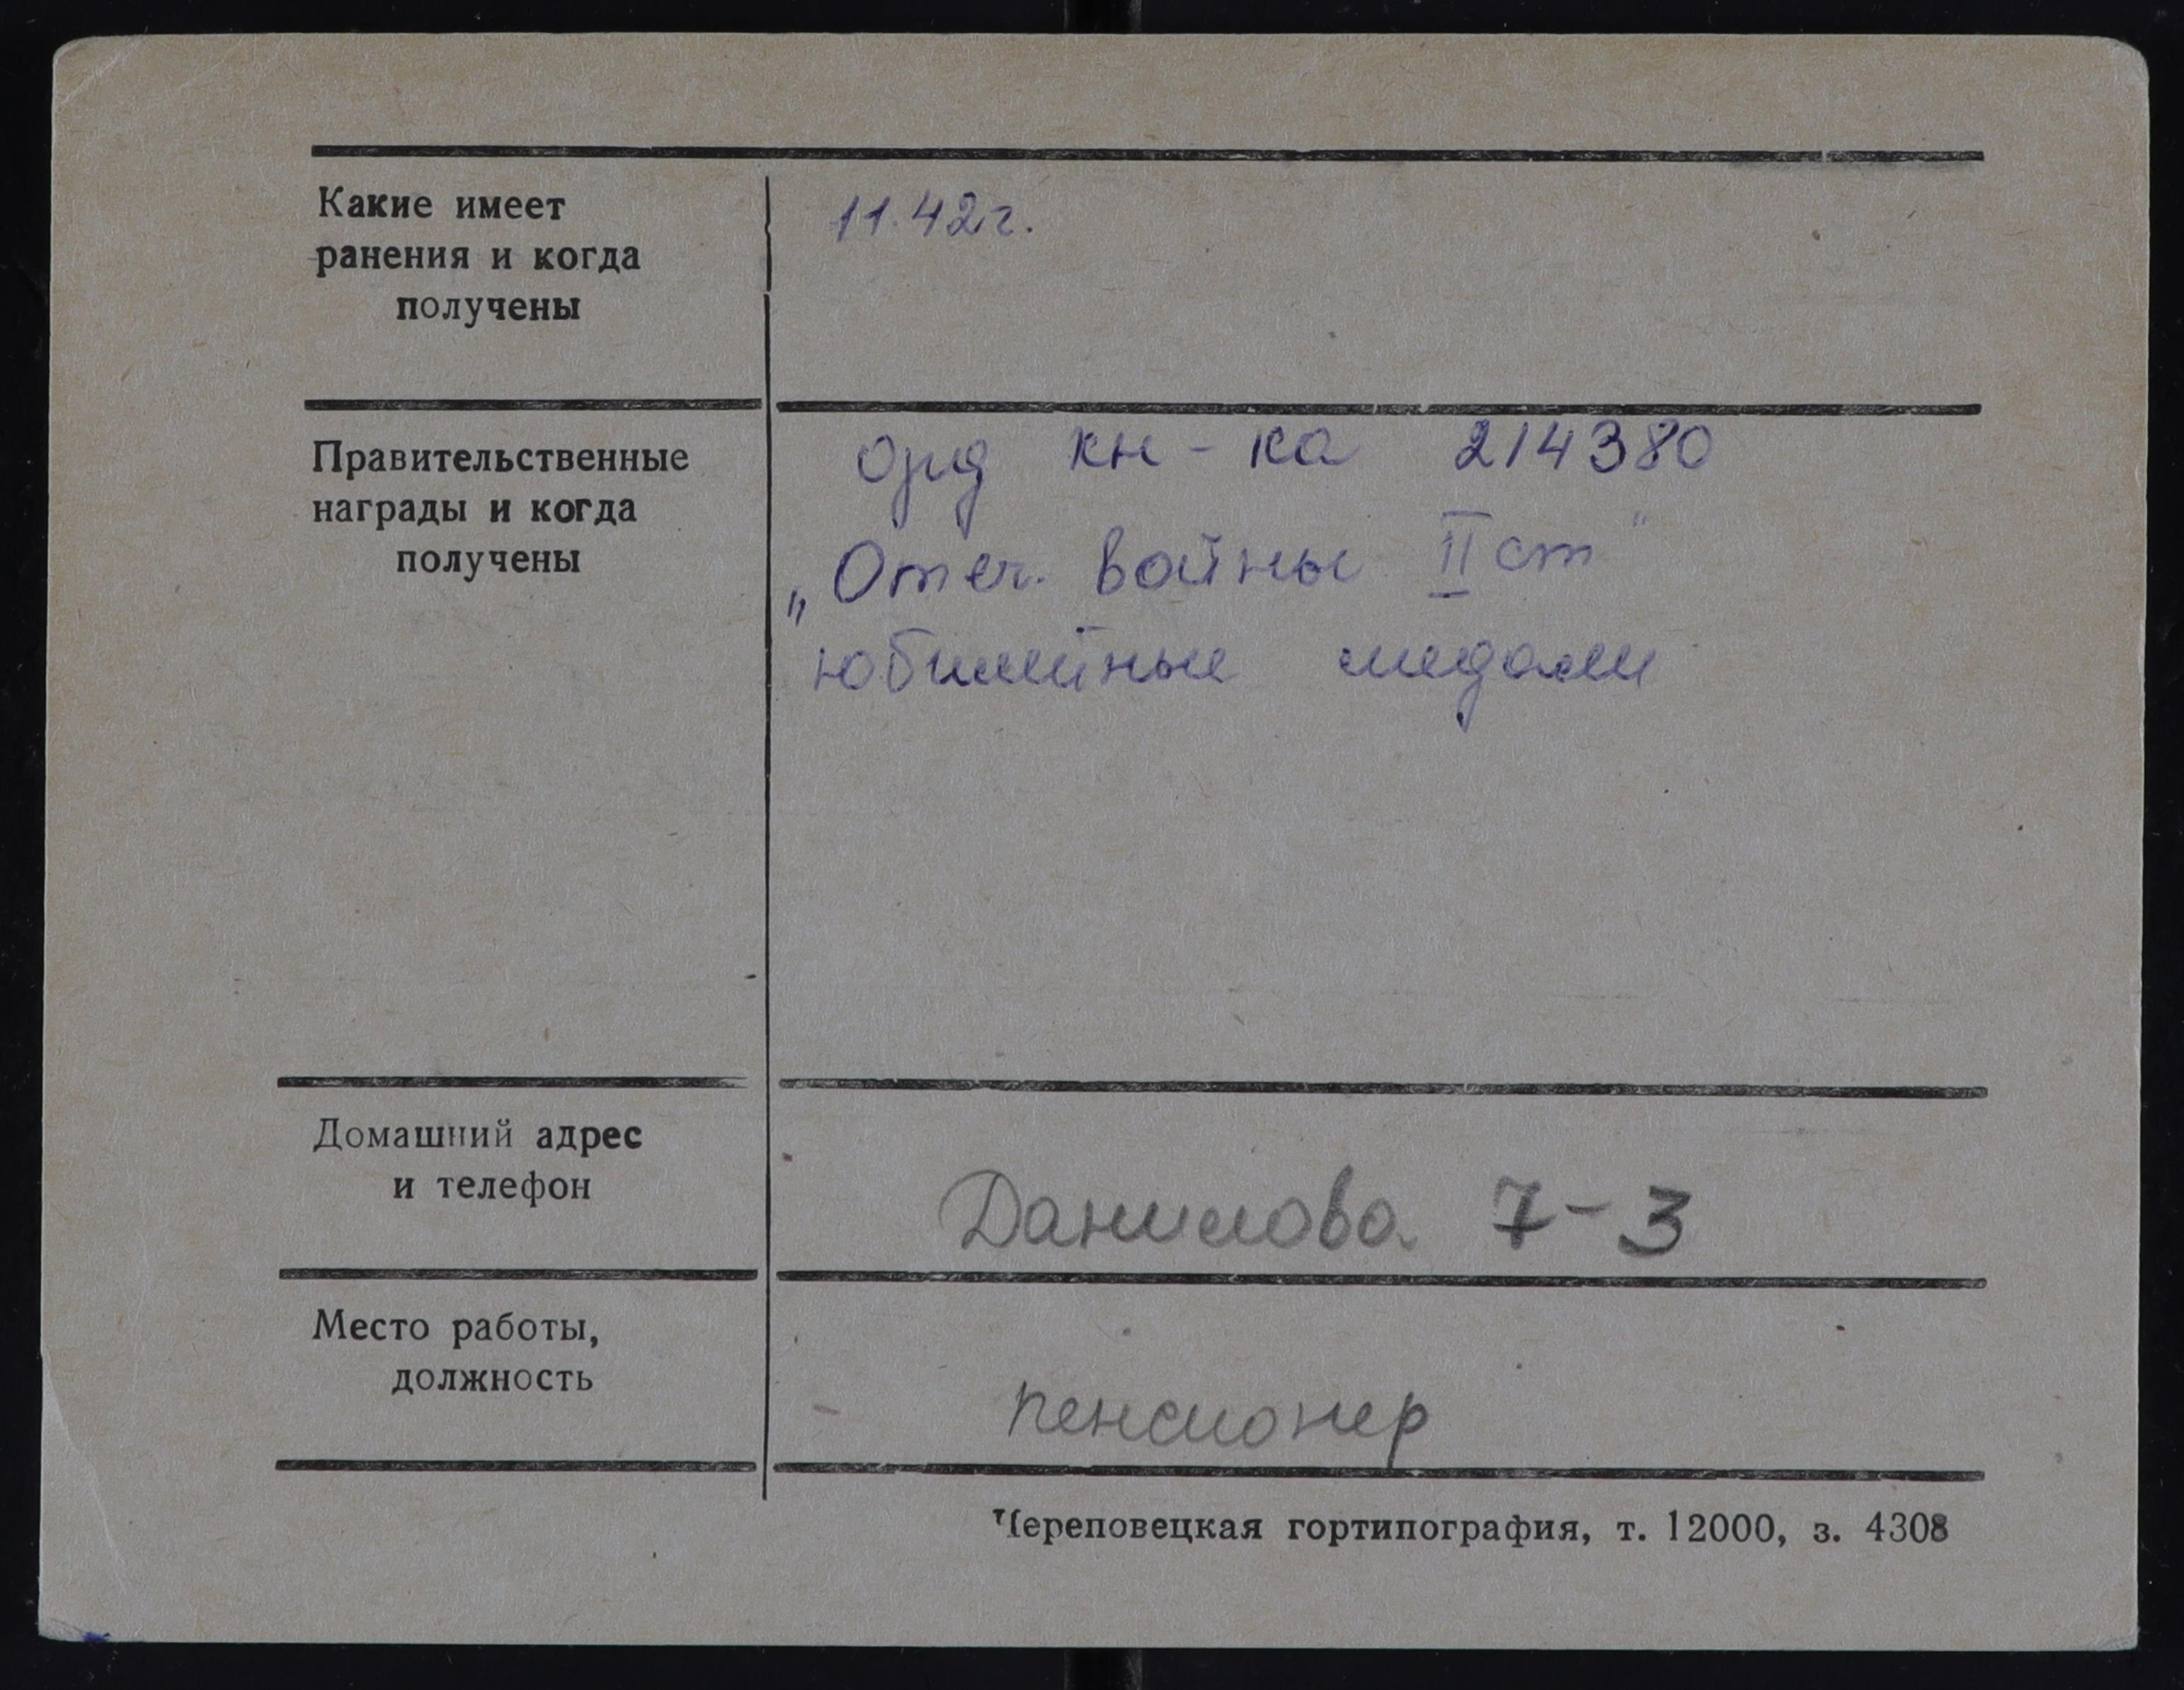 Какие имеет 11.42г.
ранения и когда
получены
Правительственные орд кн-ка 214380
награды и когда „Отеч. войны II ст"
получены
юбилейные медали
Домашний адрес
и телефон Данилова 7-3
Место работы,
должность пенсионер
Череповецкая гортипография, т. 12000, з. 4308